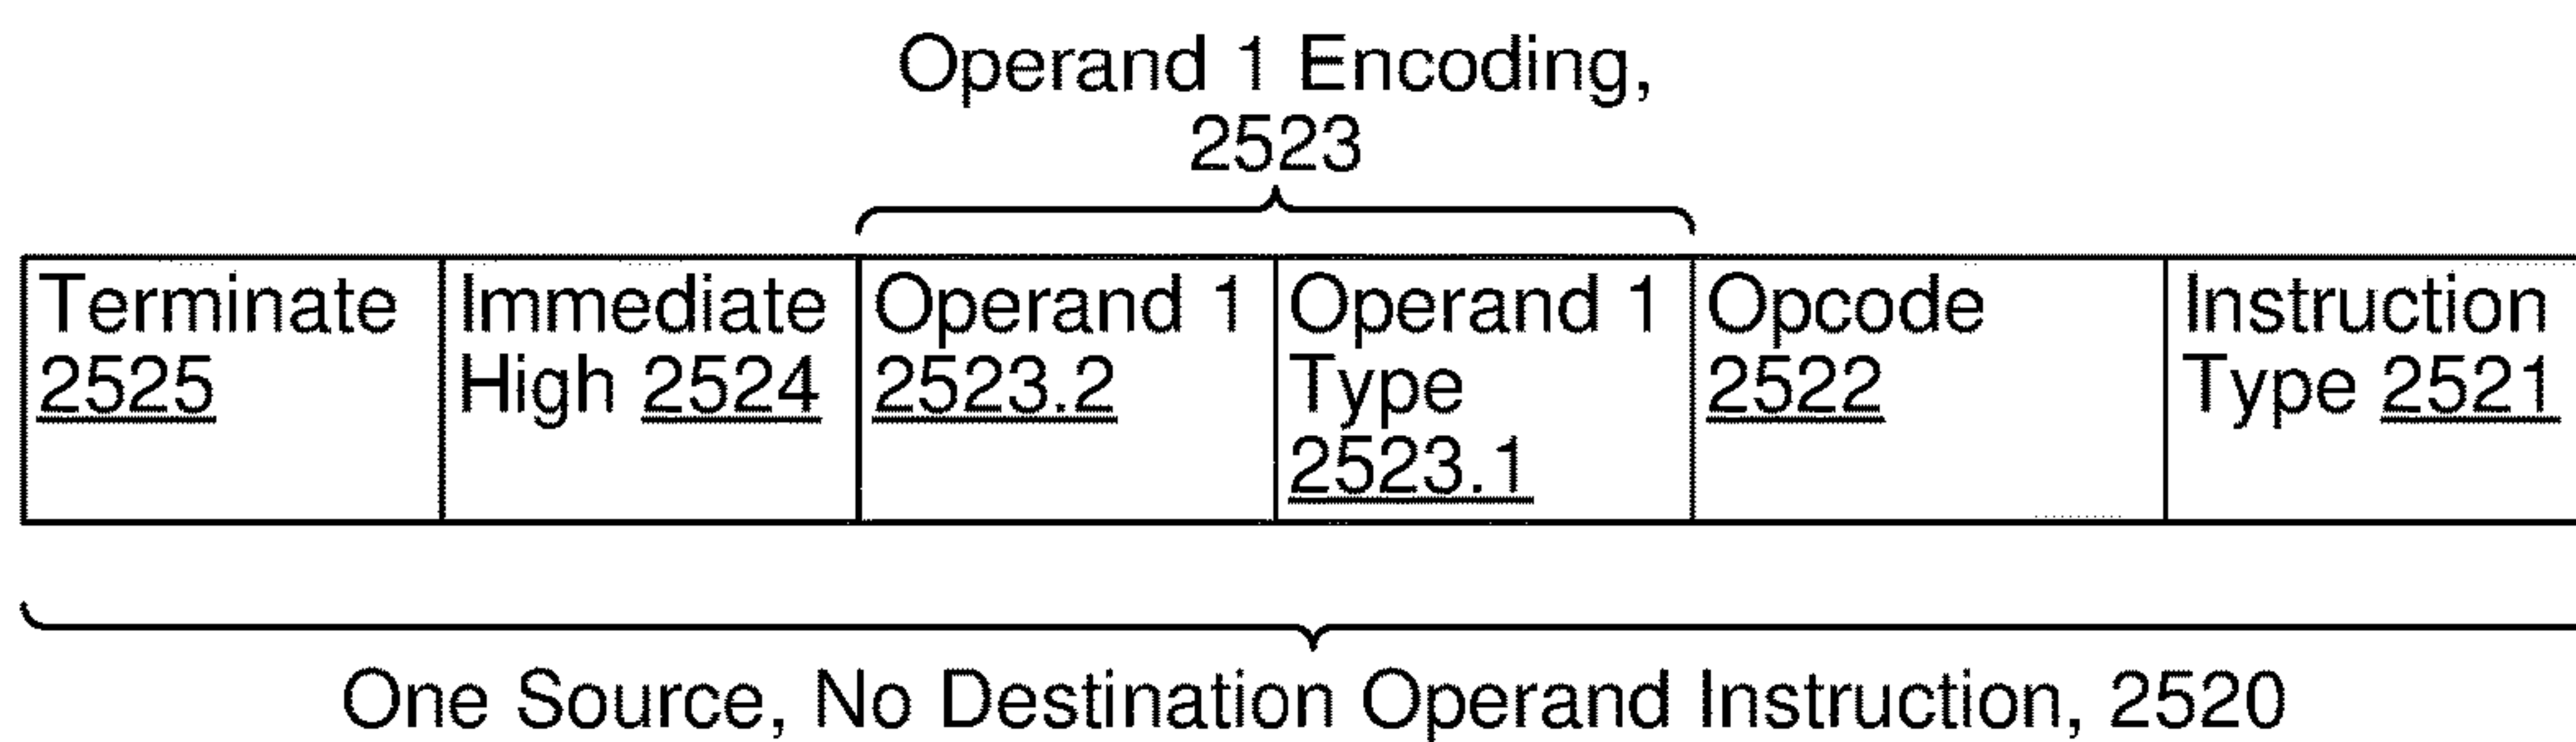 Operand 1 Encoding,
2523
Terminate
2525
Immediate
High 2524
Operand 1
2523.2
Operand 1
Type
2523.1
Opcode
2522
Instruction
Type 2521
One Source, No Destination Operand Instruction, 2520